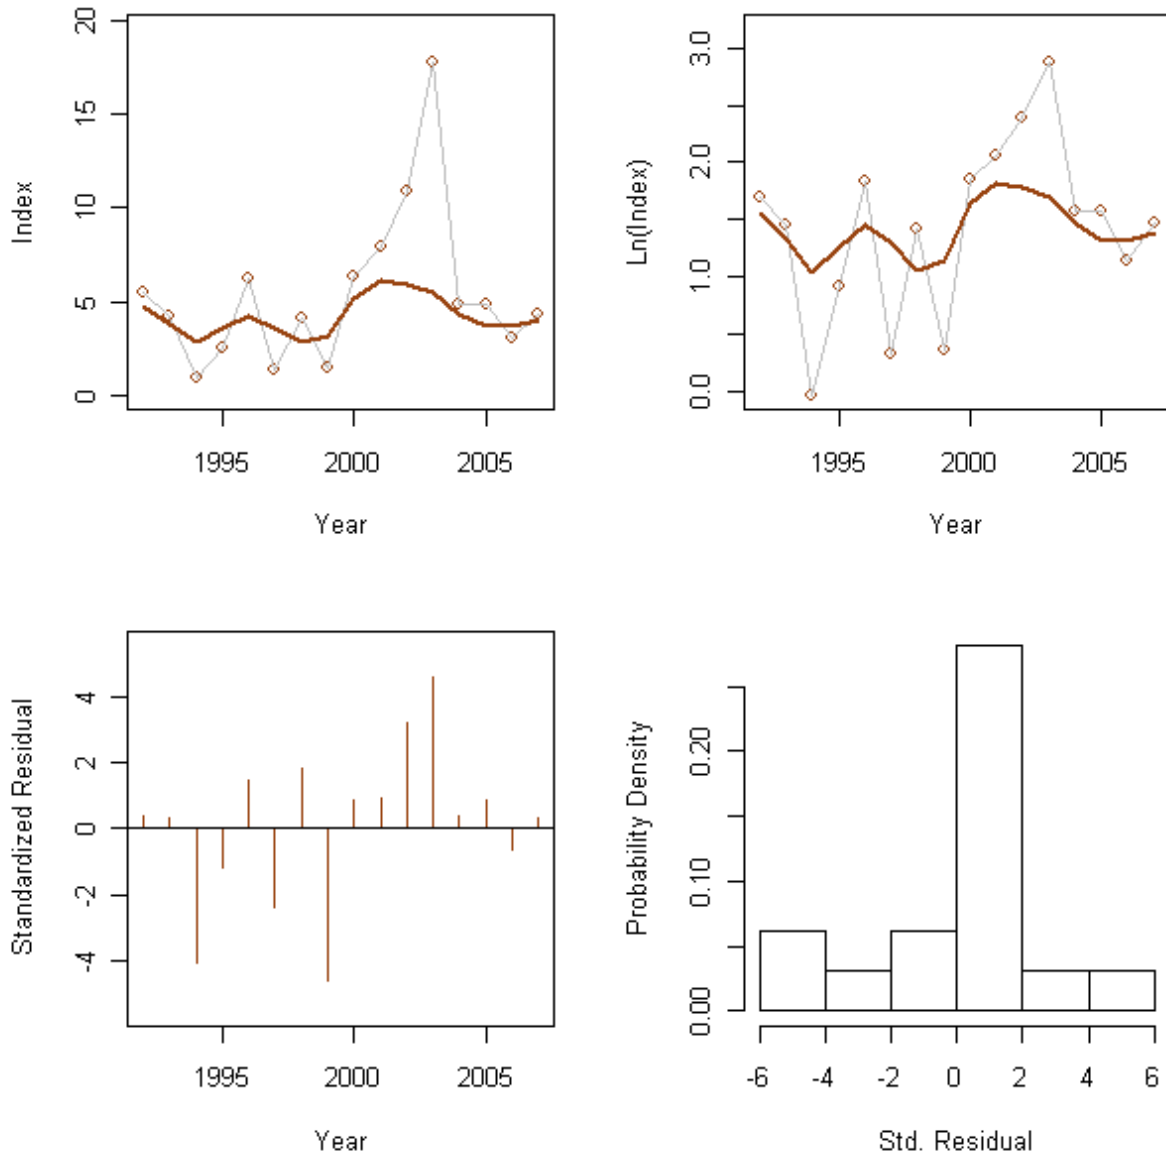 Index
20
15
10
5
0
1995 2000 2005
Year
Ln(Index)
3.0
2.0
1.0
0.0
1995 2000 2005
Year
Standardized Residual
4
2
0
-2
-4
1995 2000 2005
Year
Probability Density
0.20
0.10
0.00
-6 -4 -2 0 2 4 6
Std. Residual